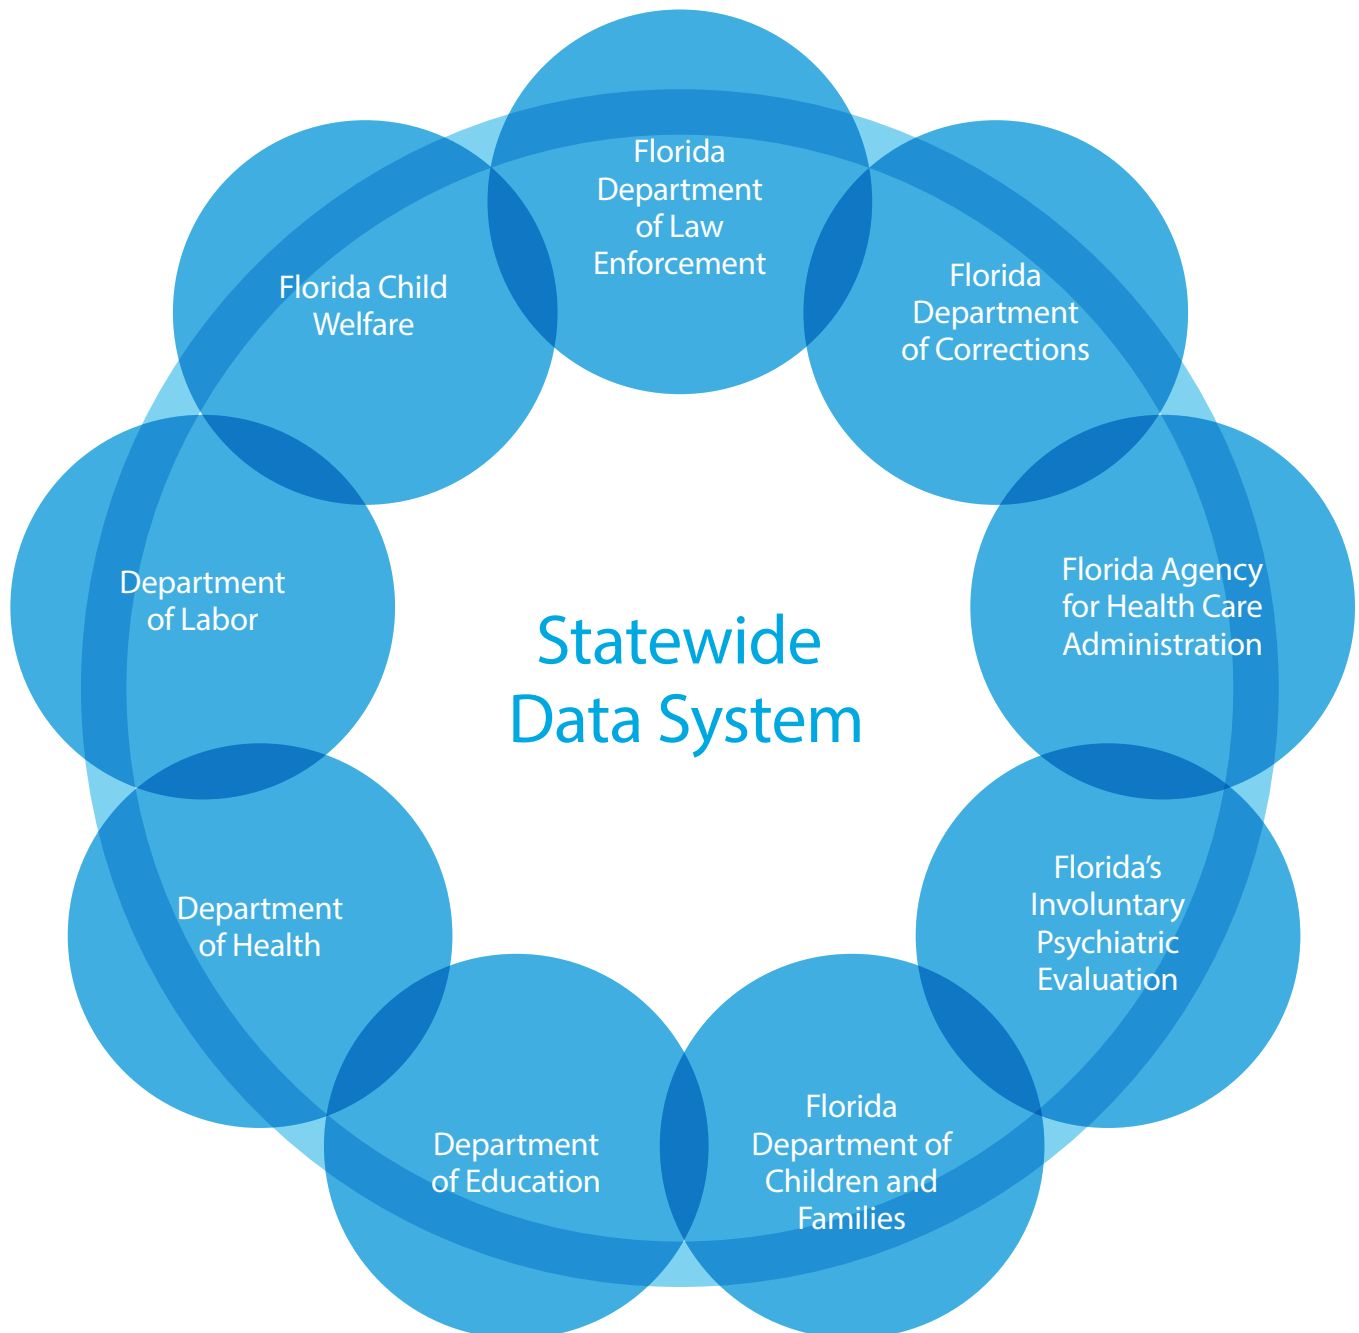 Florida
Department
of Law
Enforcement
Florida
Department
of Corrections
Florida Agency
for Health Care
Administration
Florida’s
Involuntary
Psychiatric
Evaluation
Florida
Department of
Children and
Families
Department
of Education
Department
of Health
Department
of Labor
Florida Child
Welfare
Statewide
Data System